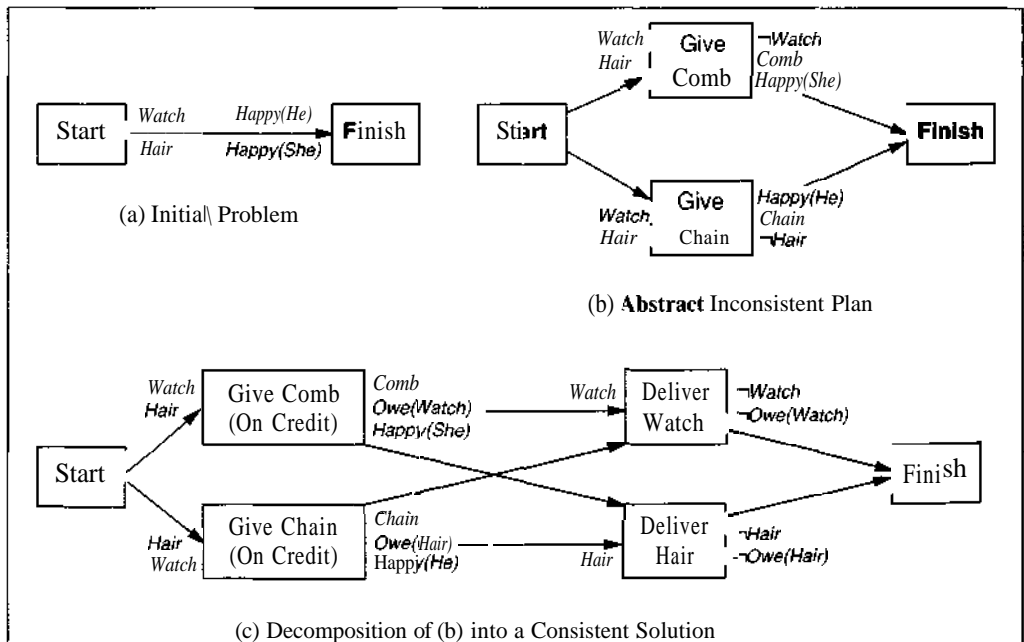 Start
Watch
Hair
Happy(He)
Happy(She)
Finish
(a) Initial\ Problem
Start
Watch
Hair
Give
Comb
¬Watch
Comb
Happy(She)
Watch
Hair
Give
Chain
Happy(He)
Chain
¬Hair
Finish
(b) Abstract Inconsistent Plan
Start
Watch
Hair
Give Comb
(On Credit)
Comb
Owe(Watch)
Happy(She)
Watch
Deliver
Watch
¬Watch
¬Owe(Watch)
Hair
Watch
Give Chain
(On Credit)
Chain
Owe(Hair)
Happy(He)
Hair
Deliver
Hair
¬Hair
¬Owe(Hair)
Finish
(c) Decomposition of (b) into a Consistent Solution